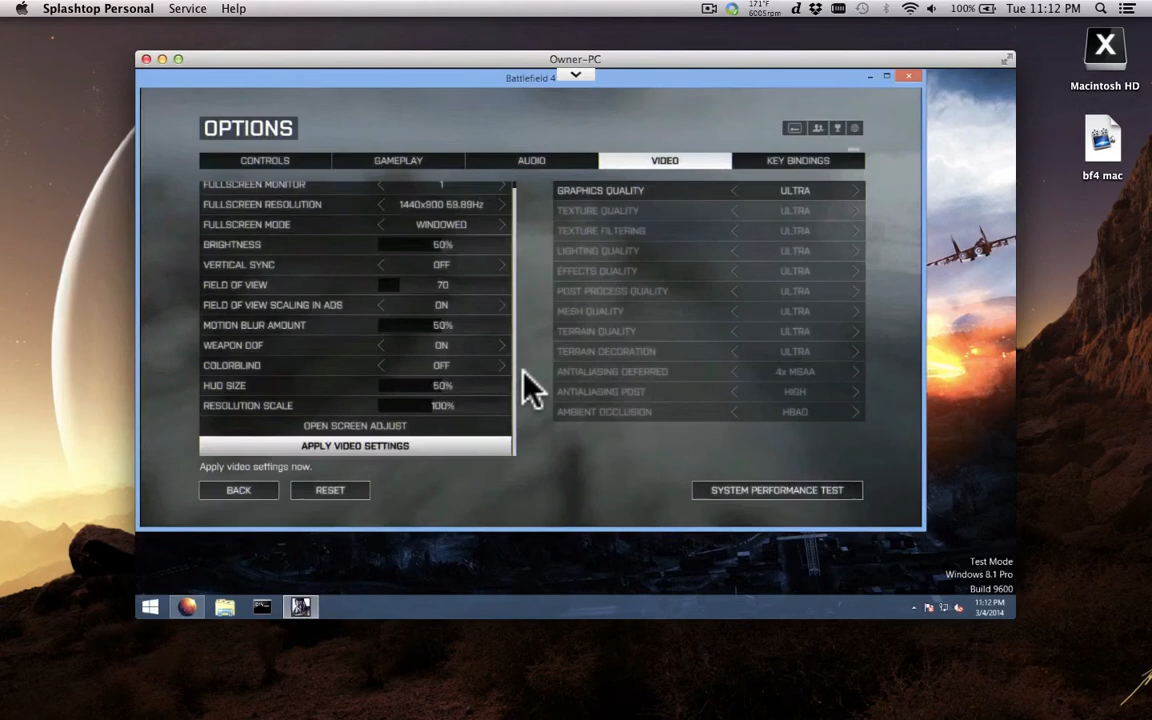 Splashtop Personal Service Help
171°F
6005rpm
100%
Tue 11:12 PM
Owner-PC
Battlefield 4
X
Macintosh HD
bf4 mac
OPTIONS
CONTROLS GAMEPLAY AUDIO VIDEO KEY BINDINGS
FULLSCREEN MONITOR 1
FULLSCREEN RESOLUTION 1440x900 59.89Hz
FULLSCREEN MODE WINDOWED
BRIGHTNESS 50%
VERTICAL SYNC OFF
FIELD OF VIEW 70
FIELD OF VIEW SCALING IN ADS ON
MOTION BLUR AMOUNT 50%
WEAPON DOF ON
COLORBLIND OFF
HUD SIZE 50%
RESOLUTION SCALE 100%
OPEN SCREEN ADJUST
APPLY VIDEO SETTINGS
Apply video settings now.
BACK RESET
GRAPHICS QUALITY ULTRA
TEXTURE QUALITY ULTRA
TEXTURE FILTERING ULTRA
LIGHTING QUALITY ULTRA
EFFECTS QUALITY ULTRA
POST PROCESS QUALITY ULTRA
MESH QUALITY ULTRA
TERRAIN QUALITY ULTRA
TERRAIN DECORATION ULTRA
ANTIALIASING DEFERRED 4x MSAA
ANTIALIASING POST HIGH
AMBIENT OCCLUSION HBAO
SYSTEM PERFORMANCE TEST
Test Mode
Windows 8.1 Pro
Build 9600
11:12 PM
3/4/2014